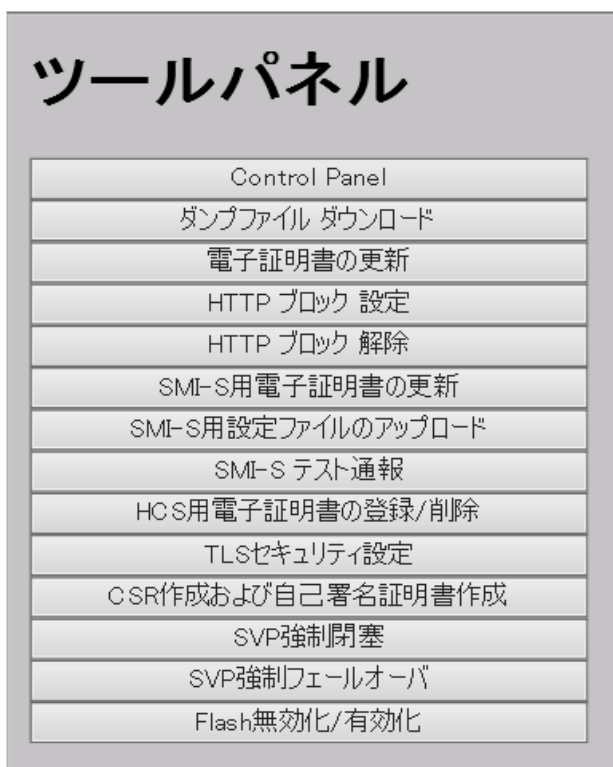 ツールパネル
Control Panel
ダンプファイル ダウンロード
電子証明書の更新
HTTP ブロック 設定
HTTP ブロック 解除
SMI-S用電子証明書の更新
SMI-S用設定ファイルのアップロード
SMI-S テスト通報
HCS用電子証明書の登録/削除
TLSセキュリティ設定
CSR作成および自己署名証明書作成
SVP強制閉塞
SVP強制フェールオーバ
Flash無効化/有効化